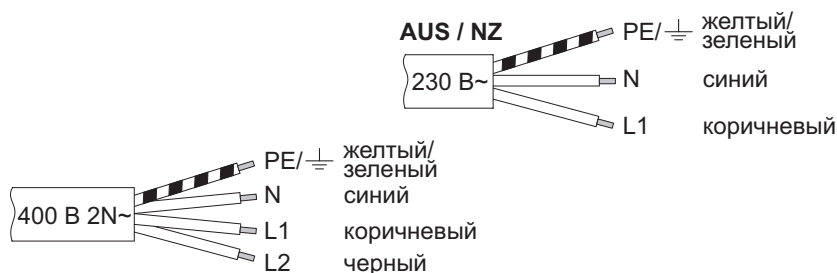 AUS / NZ
230 В~
PE/⏚ желтый/
зеленый
N синий
L1 коричневый
400 В 2N~
PE/⏚ желтый/
зеленый
N синий
L1 коричневый
L2 черный